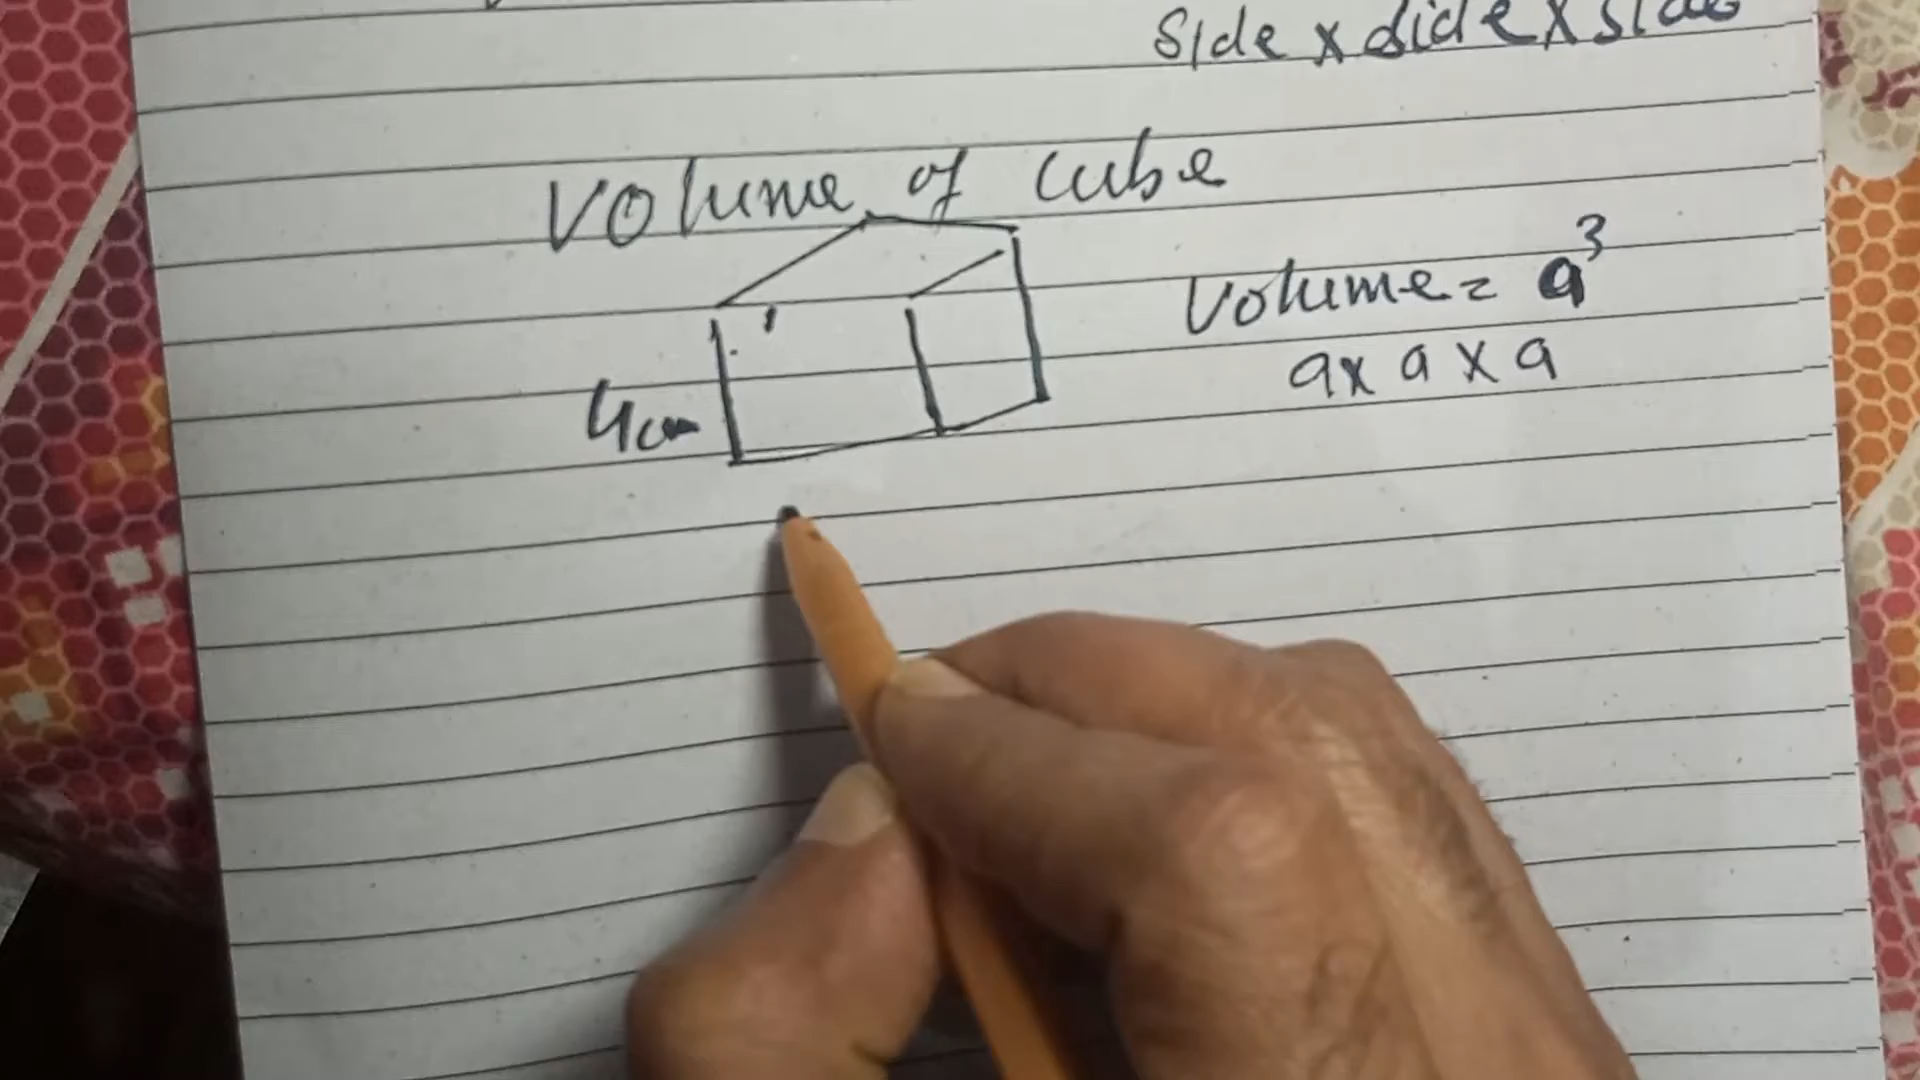 Side x side x side
Volume of cube
Volume = a³
a x a x a
4cm